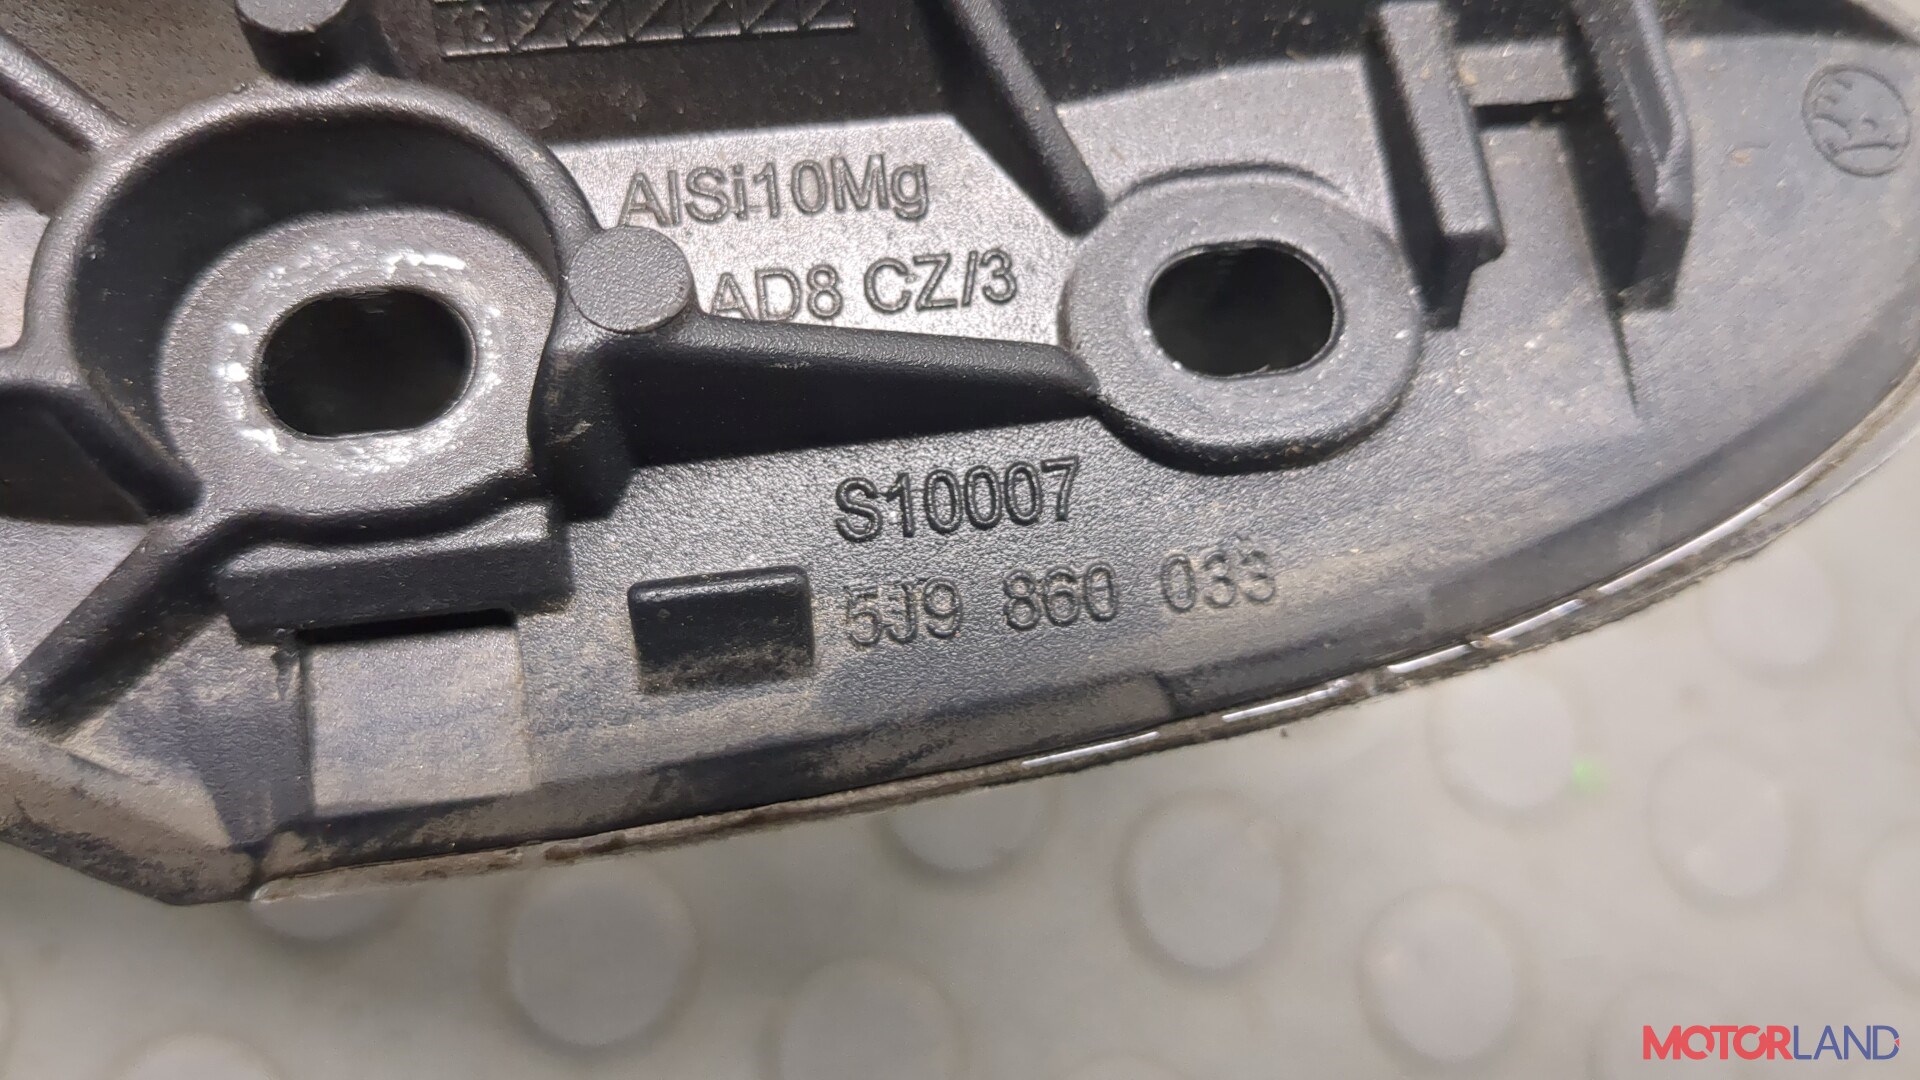 AlSi10Mg
AD8 CZ/3
S10007
5J9 860 033
MOTORLAND